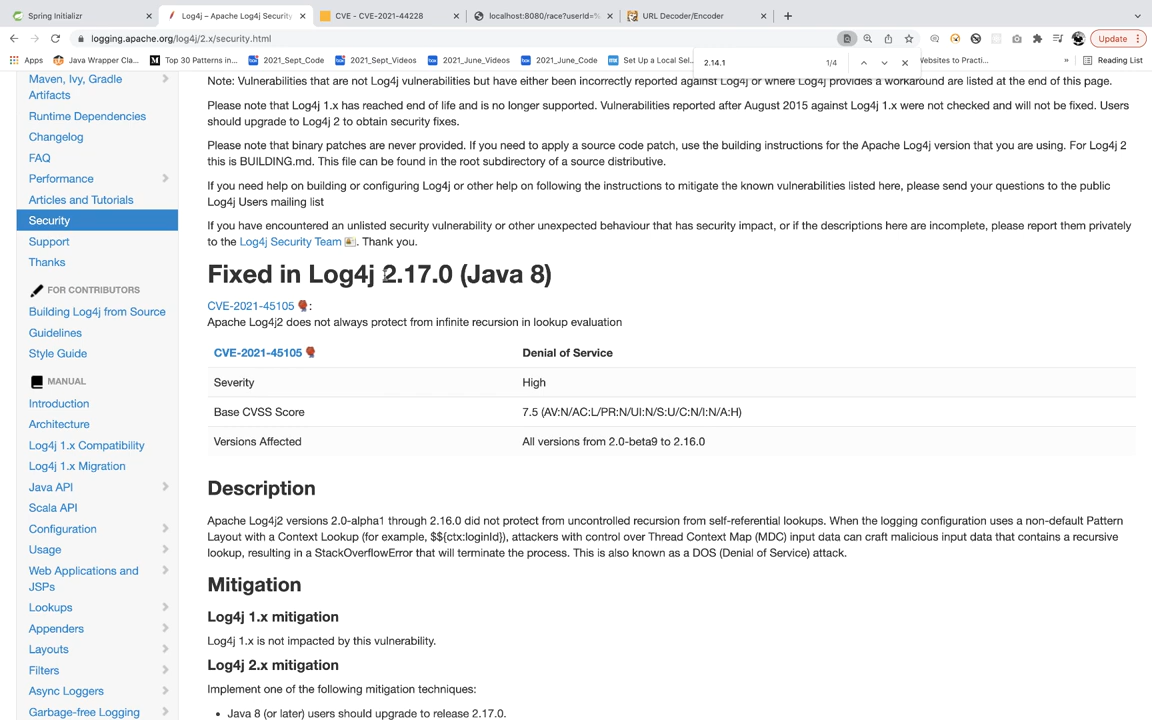 Spring Initializr
Log4j – Apache Log4j Security
CVE - CVE-2021-44228
localhost:8080/race?userId=%
URL Decoder/Encoder
logging.apache.org/log4j/2.x/security.html
Update
Apps
Java Wrapper Cla...
Top 30 Patterns in...
2021_Sept_Code
2021_Sept_Videos
2021_June_Videos
2021_June_Code
Set Up a Local Sel...
2.14.1
1/4
Websites to Practi...
»
Reading List
Maven, Ivy, Gradle
Artifacts
Runtime Dependencies
Changelog
FAQ
Performance
Articles and Tutorials
Security
Support
Thanks
FOR CONTRIBUTORS
Building Log4j from Source
Guidelines
Style Guide
MANUAL
Introduction
Architecture
Log4j 1.x Compatibility
Log4j 1.x Migration
Java API
Scala API
Configuration
Usage
Web Applications and
JSPs
Lookups
Appenders
Layouts
Filters
Async Loggers
Garbage-free Logging
Note: Vulnerabilities that are not Log4j vulnerabilities but have either been incorrectly reported against Log4j or where Log4j provides a workaround are listed at the end of this page.
Please note that Log4j 1.x has reached end of life and is no longer supported. Vulnerabilities reported after August 2015 against Log4j 1.x were not checked and will not be fixed. Users
should upgrade to Log4j 2 to obtain security fixes.
Please note that binary patches are never provided. If you need to apply a source code patch, use the building instructions for the Apache Log4j version that you are using. For Log4j 2
this is BUILDING.md. This file can be found in the root subdirectory of a source distributive.
If you need help on building or configuring Log4j or other help on following the instructions to mitigate the known vulnerabilities listed here, please send your questions to the public
Log4j Users mailing list
If you have encountered an unlisted security vulnerability or other unexpected behaviour that has security impact, or if the descriptions here are incomplete, please report them privately
to the Log4j Security Team. Thank you.
Fixed in Log4j 2.17.0 (Java 8)
CVE-2021-45105 :
Apache Log4j2 does not always protect from infinite recursion in lookup evaluation
CVE-2021-45105 Denial of Service
Severity High
Base CVSS Score 7.5 (AV:N/AC:L/PR:N/UI:N/S:U/C:N/I:N/A:H)
Versions Affected All versions from 2.0-beta9 to 2.16.0
Description
Apache Log4j2 versions 2.0-alpha1 through 2.16.0 did not protect from uncontrolled recursion from self-referential lookups. When the logging configuration uses a non-default Pattern
Layout with a Context Lookup (for example, $${ctx:loginId}), attackers with control over Thread Context Map (MDC) input data can craft malicious input data that contains a recursive
lookup, resulting in a StackOverflowError that will terminate the process. This is also known as a DOS (Denial of Service) attack.
Mitigation
Log4j 1.x mitigation
Log4j 1.x is not impacted by this vulnerability.
Log4j 2.x mitigation
Implement one of the following mitigation techniques:
• Java 8 (or later) users should upgrade to release 2.17.0.